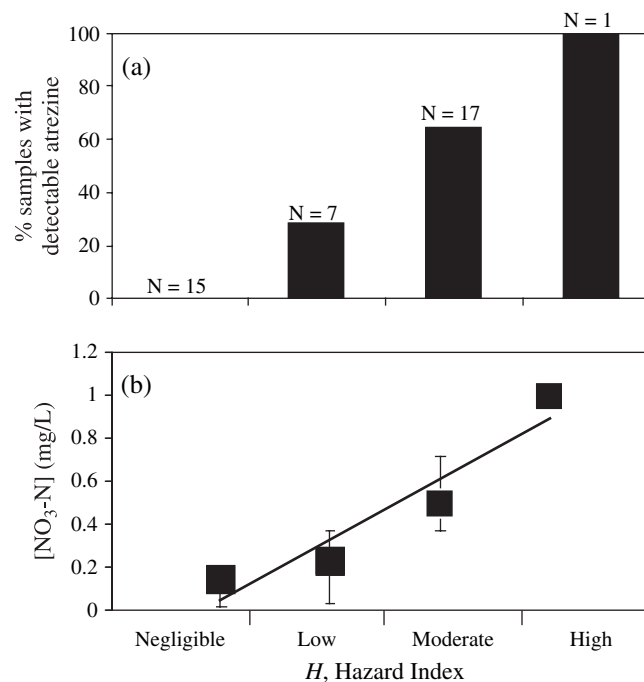 % samples with
detectable atrezine
100
80
60
40
20
0
(a)
N = 15
N = 7
N = 17
N = 1
[NO3-N] (mg/L)
1.2
1
0.8
0.6
0.4
0.2
0
(b)
Negligible
Low
Moderate
High
H, Hazard Index